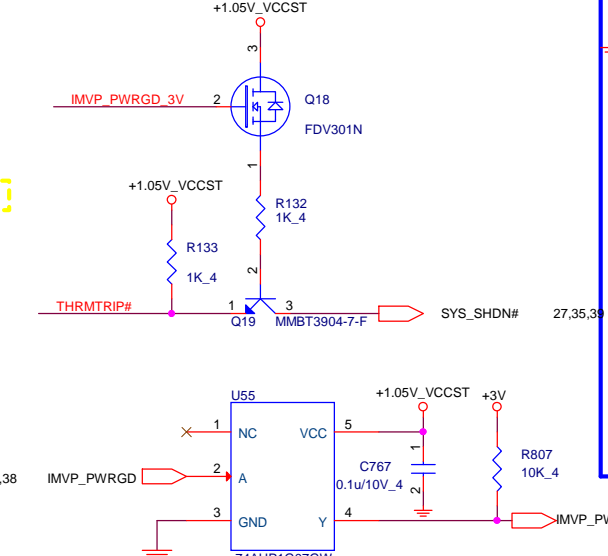 +1.05V_VCCST
3
IMVP_PWRGD_3V
2
Q18
FDV301N
1
+1.05V_VCCST
R132
1K_4
R133
1K_4
2
THRMTRIP#
1
3
SYS_SHDN#
27,35,39
Q19
MMBT3904-7-F
U55
+1.05V_VCCST
+3V
1
NC
VCC
5
1
IMVP_PWRGD
2
A
C767
0.1u/10V_4
2
R807
10K_4
,38
3
GND
Y
4
IMVP_PW